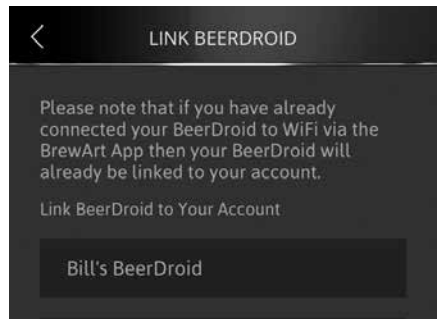 LINK BEERDROID
Please note that if you have already
connected your BeerDroid to WiFi via the
BrewArt App then your BeerDroid will
already be linked to your account.
Link BeerDroid to Your Account
Bill's BeerDroid